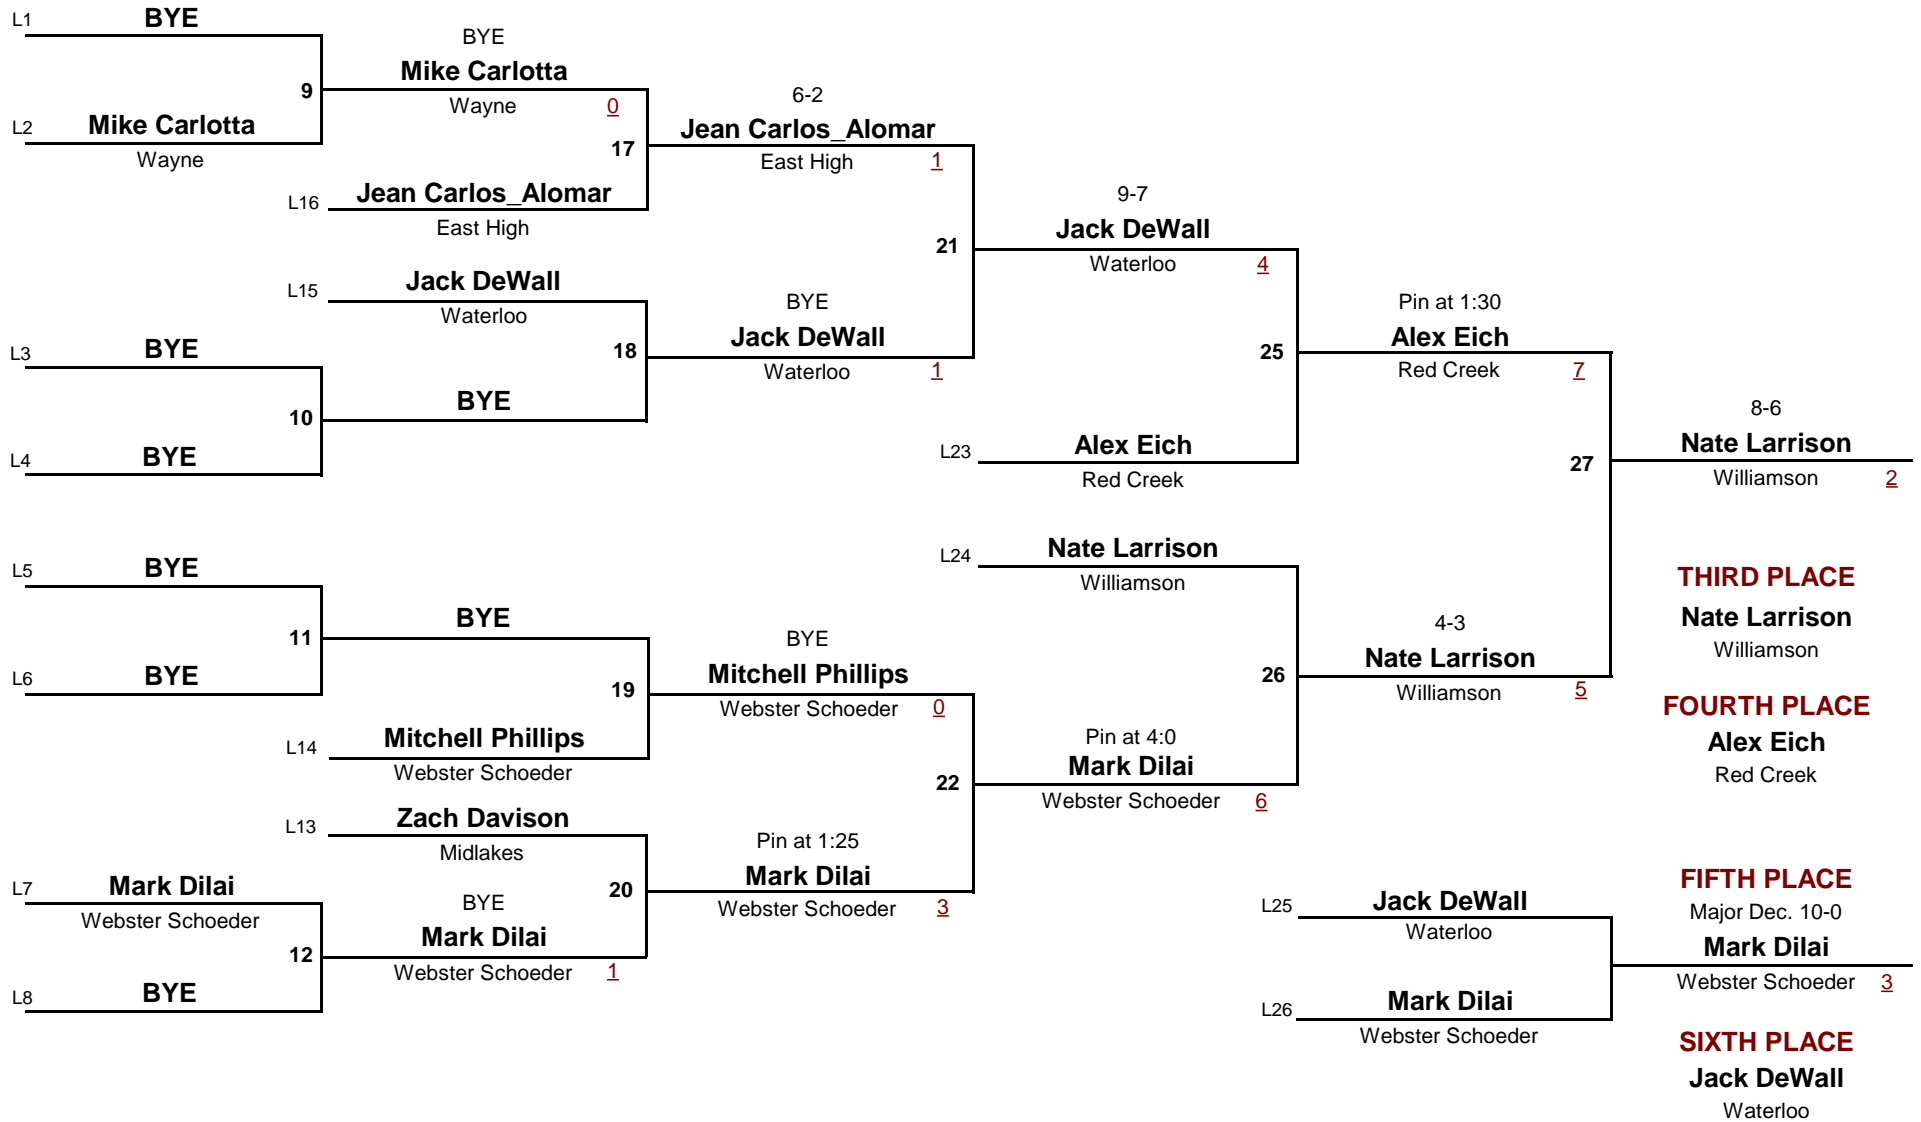 L1 BYE
BYE
Mike Carlotta
9
Wayne 0
6-2
L2 Mike Carlotta
Wayne
Jean Carlos_Alomar
17
East High 1
L16 Jean Carlos_Alomar
East High
9-7
Jack DeWall
21
Waterloo 4
L15 Jack DeWall
Waterloo
BYE
Jack DeWall
18
Waterloo 1
L3 BYE
10
BYE
L4 BYE
Pin at 1:30
Alex Eich
25
Red Creek 7
L23 Alex Eich
Red Creek
8-6
Nate Larrison
27
Williamson 2
L5 BYE
11
BYE
L6 BYE
BYE
Mitchell Phillips
19
Webster Schoeder 0
L14 Mitchell Phillips
Webster Schoeder
L24 Nate Larrison
Williamson
4-3
Nate Larrison
26
Williamson 5
THIRD PLACE
Nate Larrison
Williamson
FOURTH PLACE
Alex Eich
Red Creek
Pin at 4:0
Mark Dilai
22
Webster Schoeder 6
L13 Zach Davison
Midlakes
Pin at 1:25
Mark Dilai
20
Webster Schoeder 3
L7 Mark Dilai
Webster Schoeder
BYE
Mark Dilai
12
Webster Schoeder 1
L8 BYE
L25 Jack DeWall
Waterloo
FIFTH PLACE
Major Dec. 10-0
Mark Dilai
Webster Schoeder 3
L26 Mark Dilai
Webster Schoeder
SIXTH PLACE
Jack DeWall
Waterloo